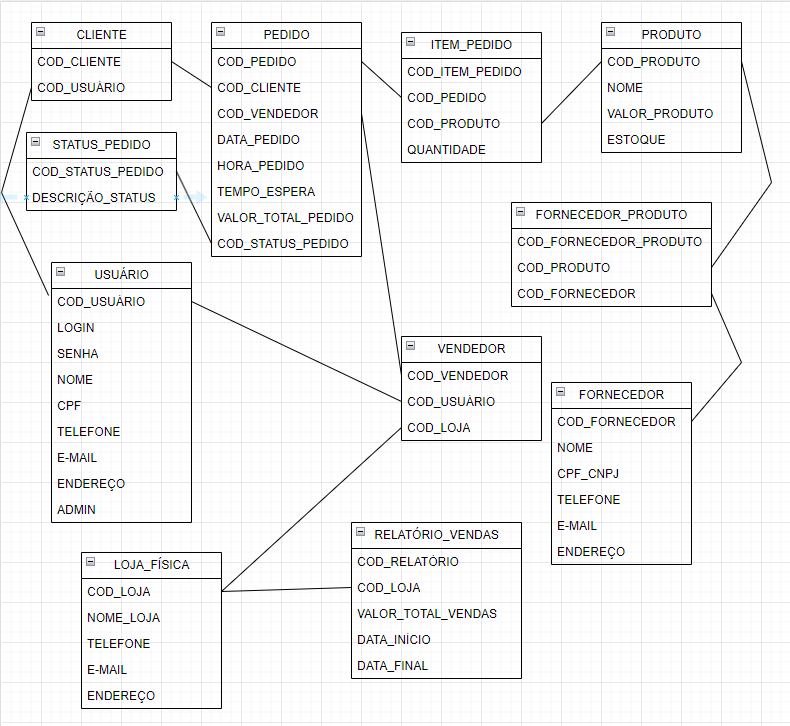 CLIENTE
COD_CLIENTE
COD_USUÁRIO
PEDIDO
COD_PEDIDO
COD_CLIENTE
COD_VENDEDOR
DATA_PEDIDO
HORA_PEDIDO
TEMPO_ESPERA
VALOR_TOTAL_PEDIDO
COD_STATUS_PEDIDO
ITEM_PEDIDO
COD_ITEM_PEDIDO
COD_PEDIDO
COD_PRODUTO
QUANTIDADE
PRODUTO
COD_PRODUTO
NOME
VALOR_PRODUTO
ESTOQUE
STATUS_PEDIDO
COD_STATUS_PEDIDO
DESCRIÇÃO_STATUS
FORNECEDOR_PRODUTO
COD_FORNECEDOR_PRODUTO
COD_PRODUTO
COD_FORNECEDOR
USUÁRIO
COD_USUÁRIO
LOGIN
SENHA
NOME
CPF
TELEFONE
E-MAIL
ENDEREÇO
ADMIN
VENDEDOR
COD_VENDEDOR
COD_USUÁRIO
COD_LOJA
FORNECEDOR
COD_FORNECEDOR
NOME
CPF_CNPJ
TELEFONE
E-MAIL
ENDEREÇO
LOJA_FÍSICA
COD_LOJA
NOME_LOJA
TELEFONE
E-MAIL
ENDEREÇO
RELATÓRIO_VENDAS
COD_RELATÓRIO
COD_LOJA
VALOR_TOTAL_VENDAS
DATA_INÍCIO
DATA_FINAL